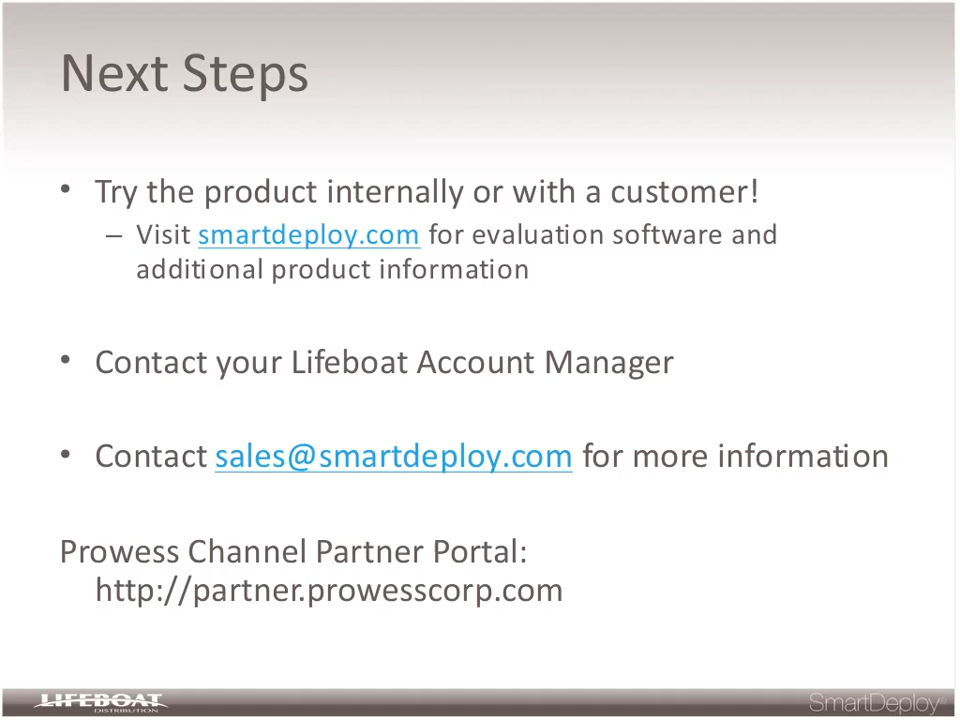 Next Steps
• Try the product internally or with a customer!
– Visit smartdeploy.com for evaluation software and
additional product information
• Contact your Lifeboat Account Manager
• Contact sales@smartdeploy.com for more information
Prowess Channel Partner Portal:
http://partner.prowesscorp.com
LIFEBOAT
DISTRIBUTION
SmartDeploy